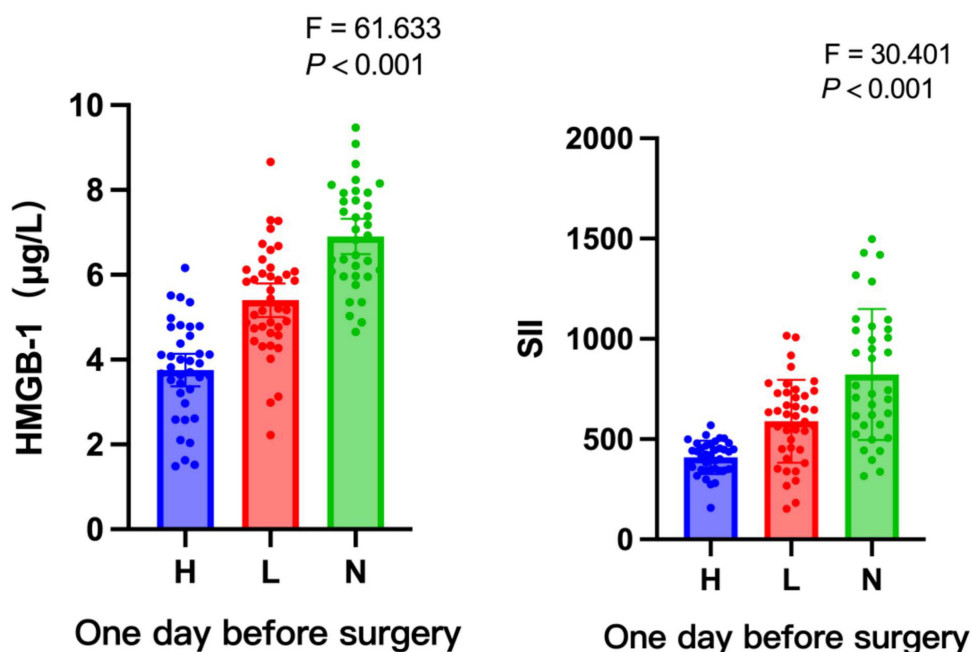 F = 61.633
P < 0.001
HMGB-1 (μg/L)
10
8
6
4
2
0
H L N
One day before surgery
F = 30.401
P < 0.001
SII
2000
1500
1000
500
0
H L N
One day before surgery